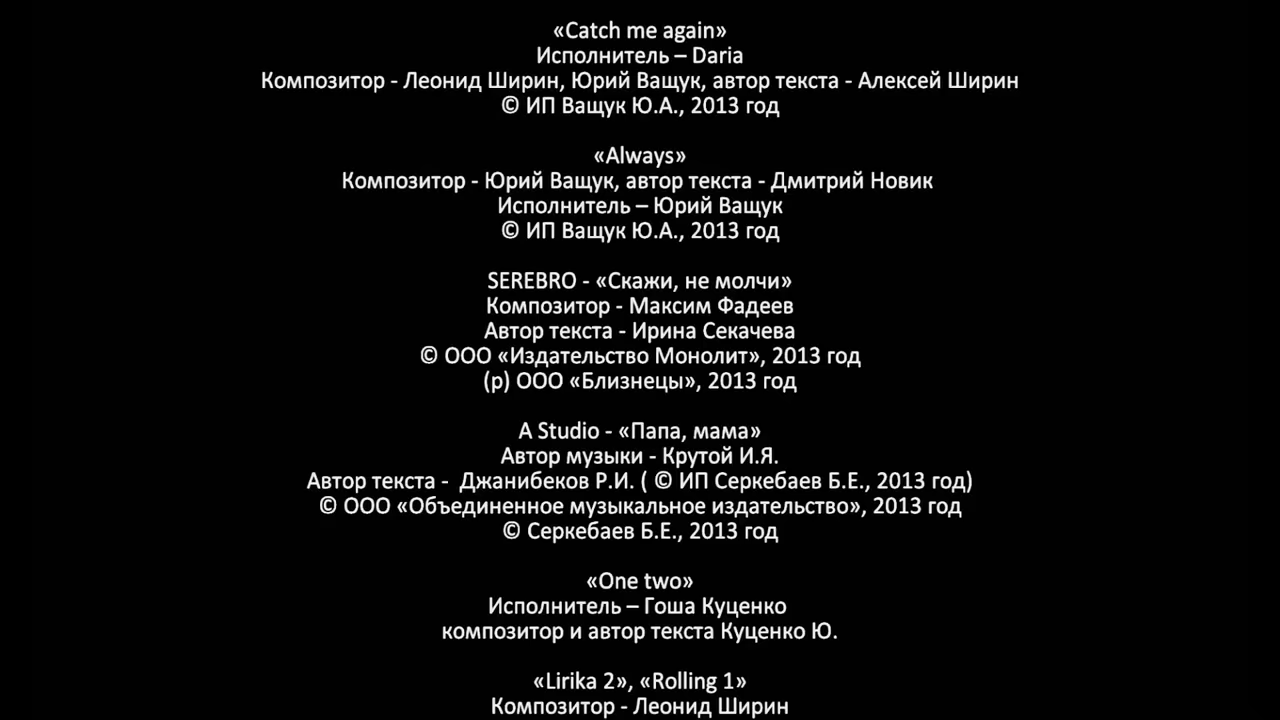 «Catch me again»
Исполнитель – Daria
Композитор - Леонид Ширин, Юрий Ващук, автор текста - Алексей Ширин
© ИП Ващук Ю.А., 2013 год
«Always»
Композитор - Юрий Ващук, автор текста - Дмитрий Новик
Исполнитель – Юрий Ващук
© ИП Ващук Ю.А., 2013 год
SEREBRO - «Скажи, не молчи»
Композитор - Максим Фадеев
Автор текста - Ирина Секачева
© ООО «Издательство Монолит», 2013 год
(р) ООО «Близнецы», 2013 год
A Studio - «Папа, мама»
Автор музыки - Крутой И.Я.
Автор текста -  Джанибеков Р.И. ( © ИП Серкебаев Б.Е., 2013 год)
© ООО «Объединенное музыкальное издательство», 2013 год
© Серкебаев Б.Е., 2013 год
«One two»
Исполнитель – Гоша Куценко
композитор и автор текста Куценко Ю.
«Lirika 2», «Rolling 1»
Композитор - Леонид Ширин